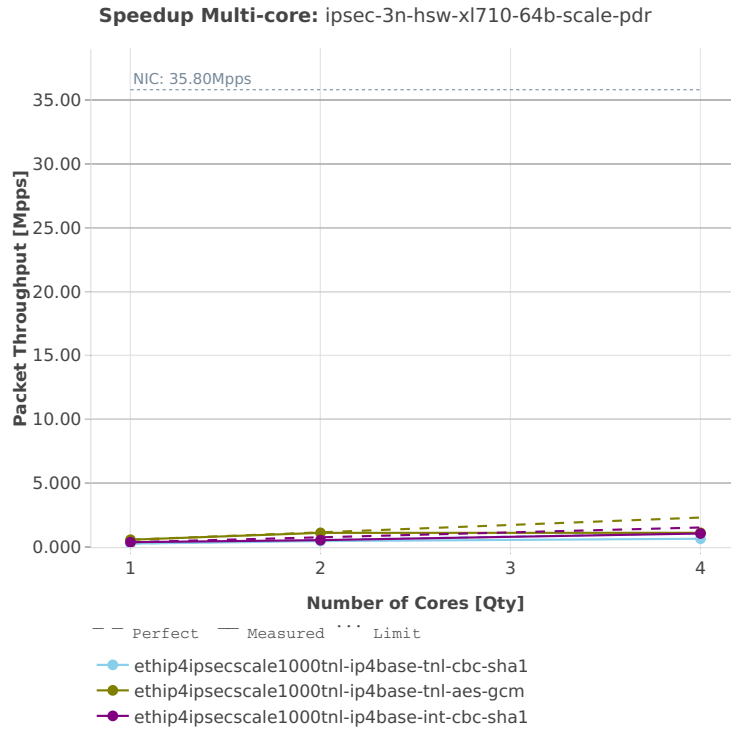 Speedup Multi-core: ipsec-3n-hsw-xl710-64b-scale-pdr
NIC: 35.80Mpps
35.00
30.00
25.00
20.00
15.00
10.00
5.000
0.000
Packet Throughput [Mpps]
1 2 3 4
Number of Cores [Qty]
Perfect Measured Limit
ethip4ipsecscale1000tnl-ip4base-tnl-cbc-sha1
ethip4ipsecscale1000tnl-ip4base-tnl-aes-gcm
ethip4ipsecscale1000tnl-ip4base-int-cbc-sha1